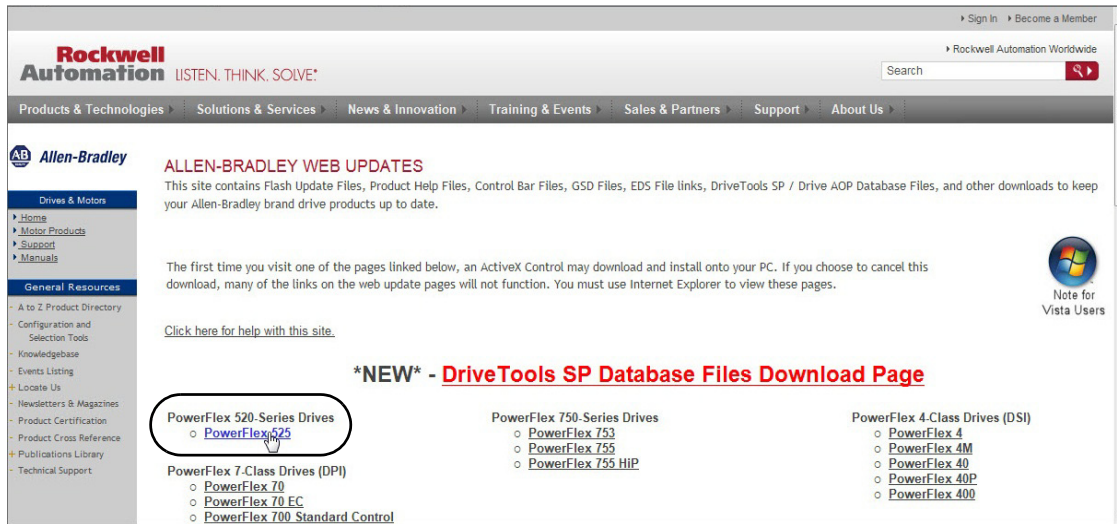 Sign In Become a Member
Rockwell Automation
LISTEN. THINK. SOLVE.®
Rockwell Automation Worldwide
Search
Products & Technologies Solutions & Services News & Innovation Training & Events Sales & Partners Support About Us
AB Allen-Bradley
Drives & Motors
Home
Motor Products
Support
Manuals
General Resources
- A to Z Product Directory
- Configuration and
Selection Tools
- Knowledgebase
- Events Listing
+ Locate Us
- Newsletters & Magazines
- Product Certification
- Product Cross Reference
+ Publications Library
- Technical Support
ALLEN-BRADLEY WEB UPDATES
This site contains Flash Update Files, Product Help Files, Control Bar Files, GSD Files, EDS File links, DriveTools SP / Drive AOP Database Files, and other downloads to keep
your Allen-Bradley brand drive products up to date.
The first time you visit one of the pages linked below, an ActiveX Control may download and install onto your PC. If you choose to cancel this
download, many of the links on the web update pages will not function. You must use Internet Explorer to view these pages.
Note for
Vista Users
Click here for help with this site.
*NEW* - DriveTools SP Database Files Download Page
PowerFlex 520-Series Drives
○ PowerFlex 525
PowerFlex 7-Class Drives (DPI)
○ PowerFlex 70
○ PowerFlex 70 EC
○ PowerFlex 700 Standard Control
PowerFlex 750-Series Drives
○ PowerFlex 753
○ PowerFlex 755
○ PowerFlex 755 HiP
PowerFlex 4-Class Drives (DSI)
○ PowerFlex 4
○ PowerFlex 4M
○ PowerFlex 40
○ PowerFlex 40P
○ PowerFlex 400